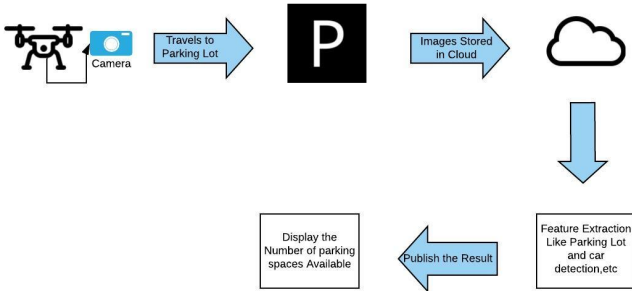 Camera
Travels to
Parking Lot
P
Images Stored
in Cloud
Feature Extraction
Like Parking Lot
and car
detection,etc
Publish the Result
Display the
Number of parking
spaces Available